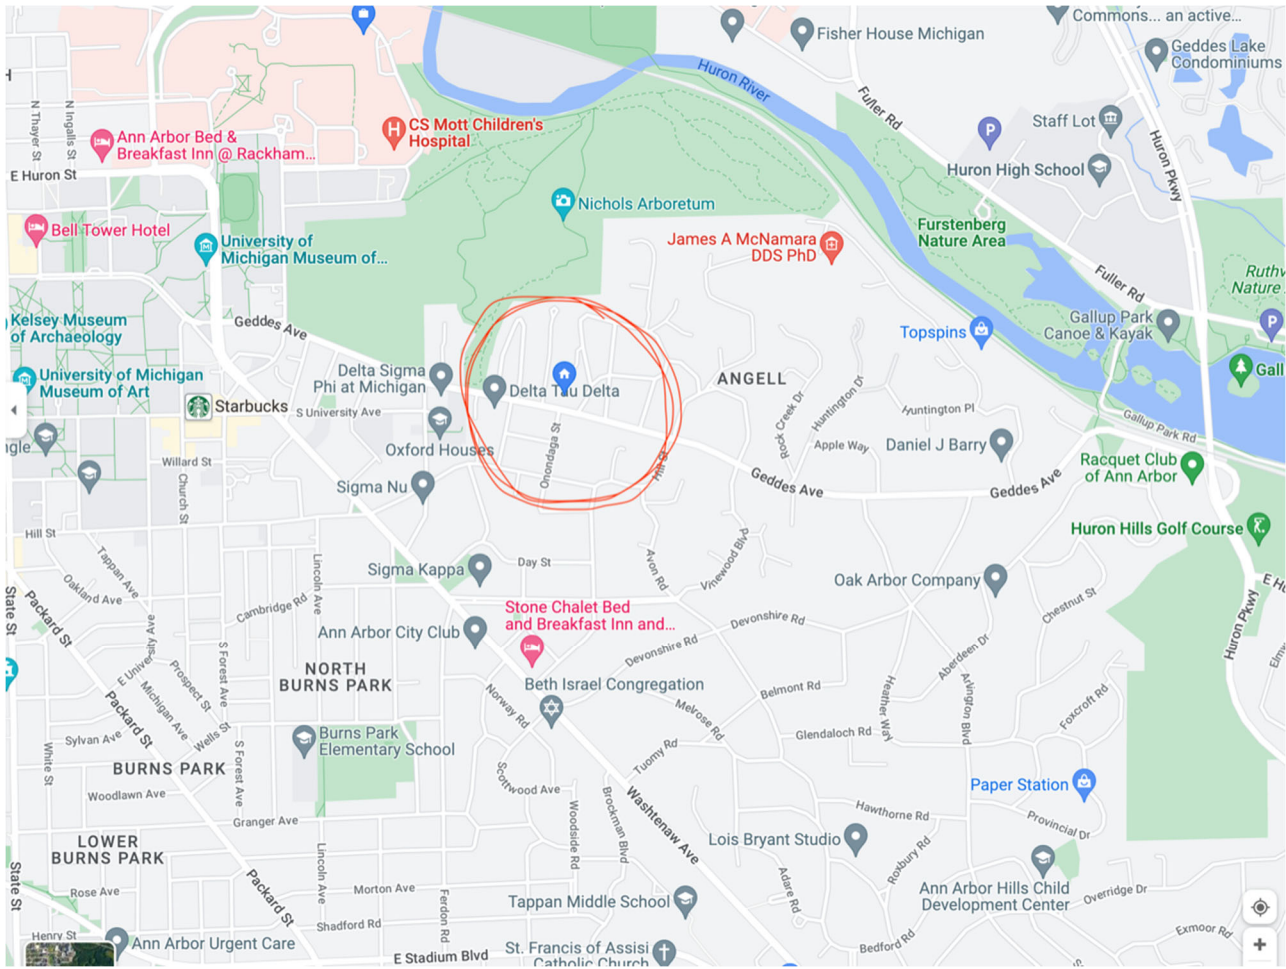 Commons... an active...
Fisher House Michigan
Geddes Lake
Condominiums
Huron River
H
N Thayer St
N Ingalls St
Fuller Rd
CS Mott Children's
Hospital
Staff Lot
P
Ann Arbor Bed &
Breakfast Inn @ Rackham...
Huron Pkwy
Huron High School
E Huron St
Nichols Arboretum
Bell Tower Hotel
Furstenberg
Nature Area
University of
Michigan Museum of...
James A McNamara
DDS PhD
Fuller Rd
Ruthv
Nature
Kelsey Museum
of Archaeology
Geddes Ave
Gallup Park
Canoe & Kayak
P
Topspins
University of Michigan
Museum of Art
Delta Sigma
Phi at Michigan
Delta Tau Delta
ANGELL
Gall
Starbucks
S University Ave
Rock Creek Dr
Huntington Dr
Huntington Pl
Gallup Park Rd
gle
Oxford Houses
Onondaga St
Hill St
Apple Way
Daniel J Barry
Willard St
Church St
Sigma Nu
Geddes Ave
Geddes Ave
Racquet Club
of Ann Arbor
Hill St
Huron Hills Golf Course
Tappan Ave
Lincoln Ave
Sigma Kappa
Day St
Avon Rd
Vinewood Blvd
Oak Arbor Company
E Hu
State St
Oakland Ave
Packard St
Cambridge Rd
Stone Chalet Bed
and Breakfast Inn and...
Devonshire Rd
Chestnut St
Huron Pkwy
Ann Arbor City Club
Devonshire Rd
Aberdeen Dr
Elmw
E Univer
sity Ave
Prospect St
S Forest Ave
NORTH
BURNS PARK
Beth Israel Congregation
Belmont Rd
Heather Way
Arlington Blvd
Foxcroft Rd
Michigan Ave
Packard St
Norway Rd
Melrose Rd
Wells St
Sylvan Ave
Burns Park
Elementary School
Glendaloch Rd
Tuomy Rd
White St
BURNS PARK
S Forest Ave
Woodlawn Ave
Scottwood Ave
Paper Station
Granger Ave
Woodside Rd
Brockman Blvd
Washtenaw Ave
Hawthorne Rd
Provincial Dr
LOWER
BURNS PARK
Lincoln Ave
Lois Bryant Studio
Roxbury Rd
State St
Rose Ave
Packard St
Morton Ave
Ferdon Rd
Tappan Middle School
Adare Rd
Ann Arbor Hills Child
Development Center
Overridge Dr
Shadford Rd
Henry St
Ann Arbor Urgent Care
E Stadium Blvd
St. Francis of Assisi
Catholic Church
Bedford Rd
Exmoor Rd